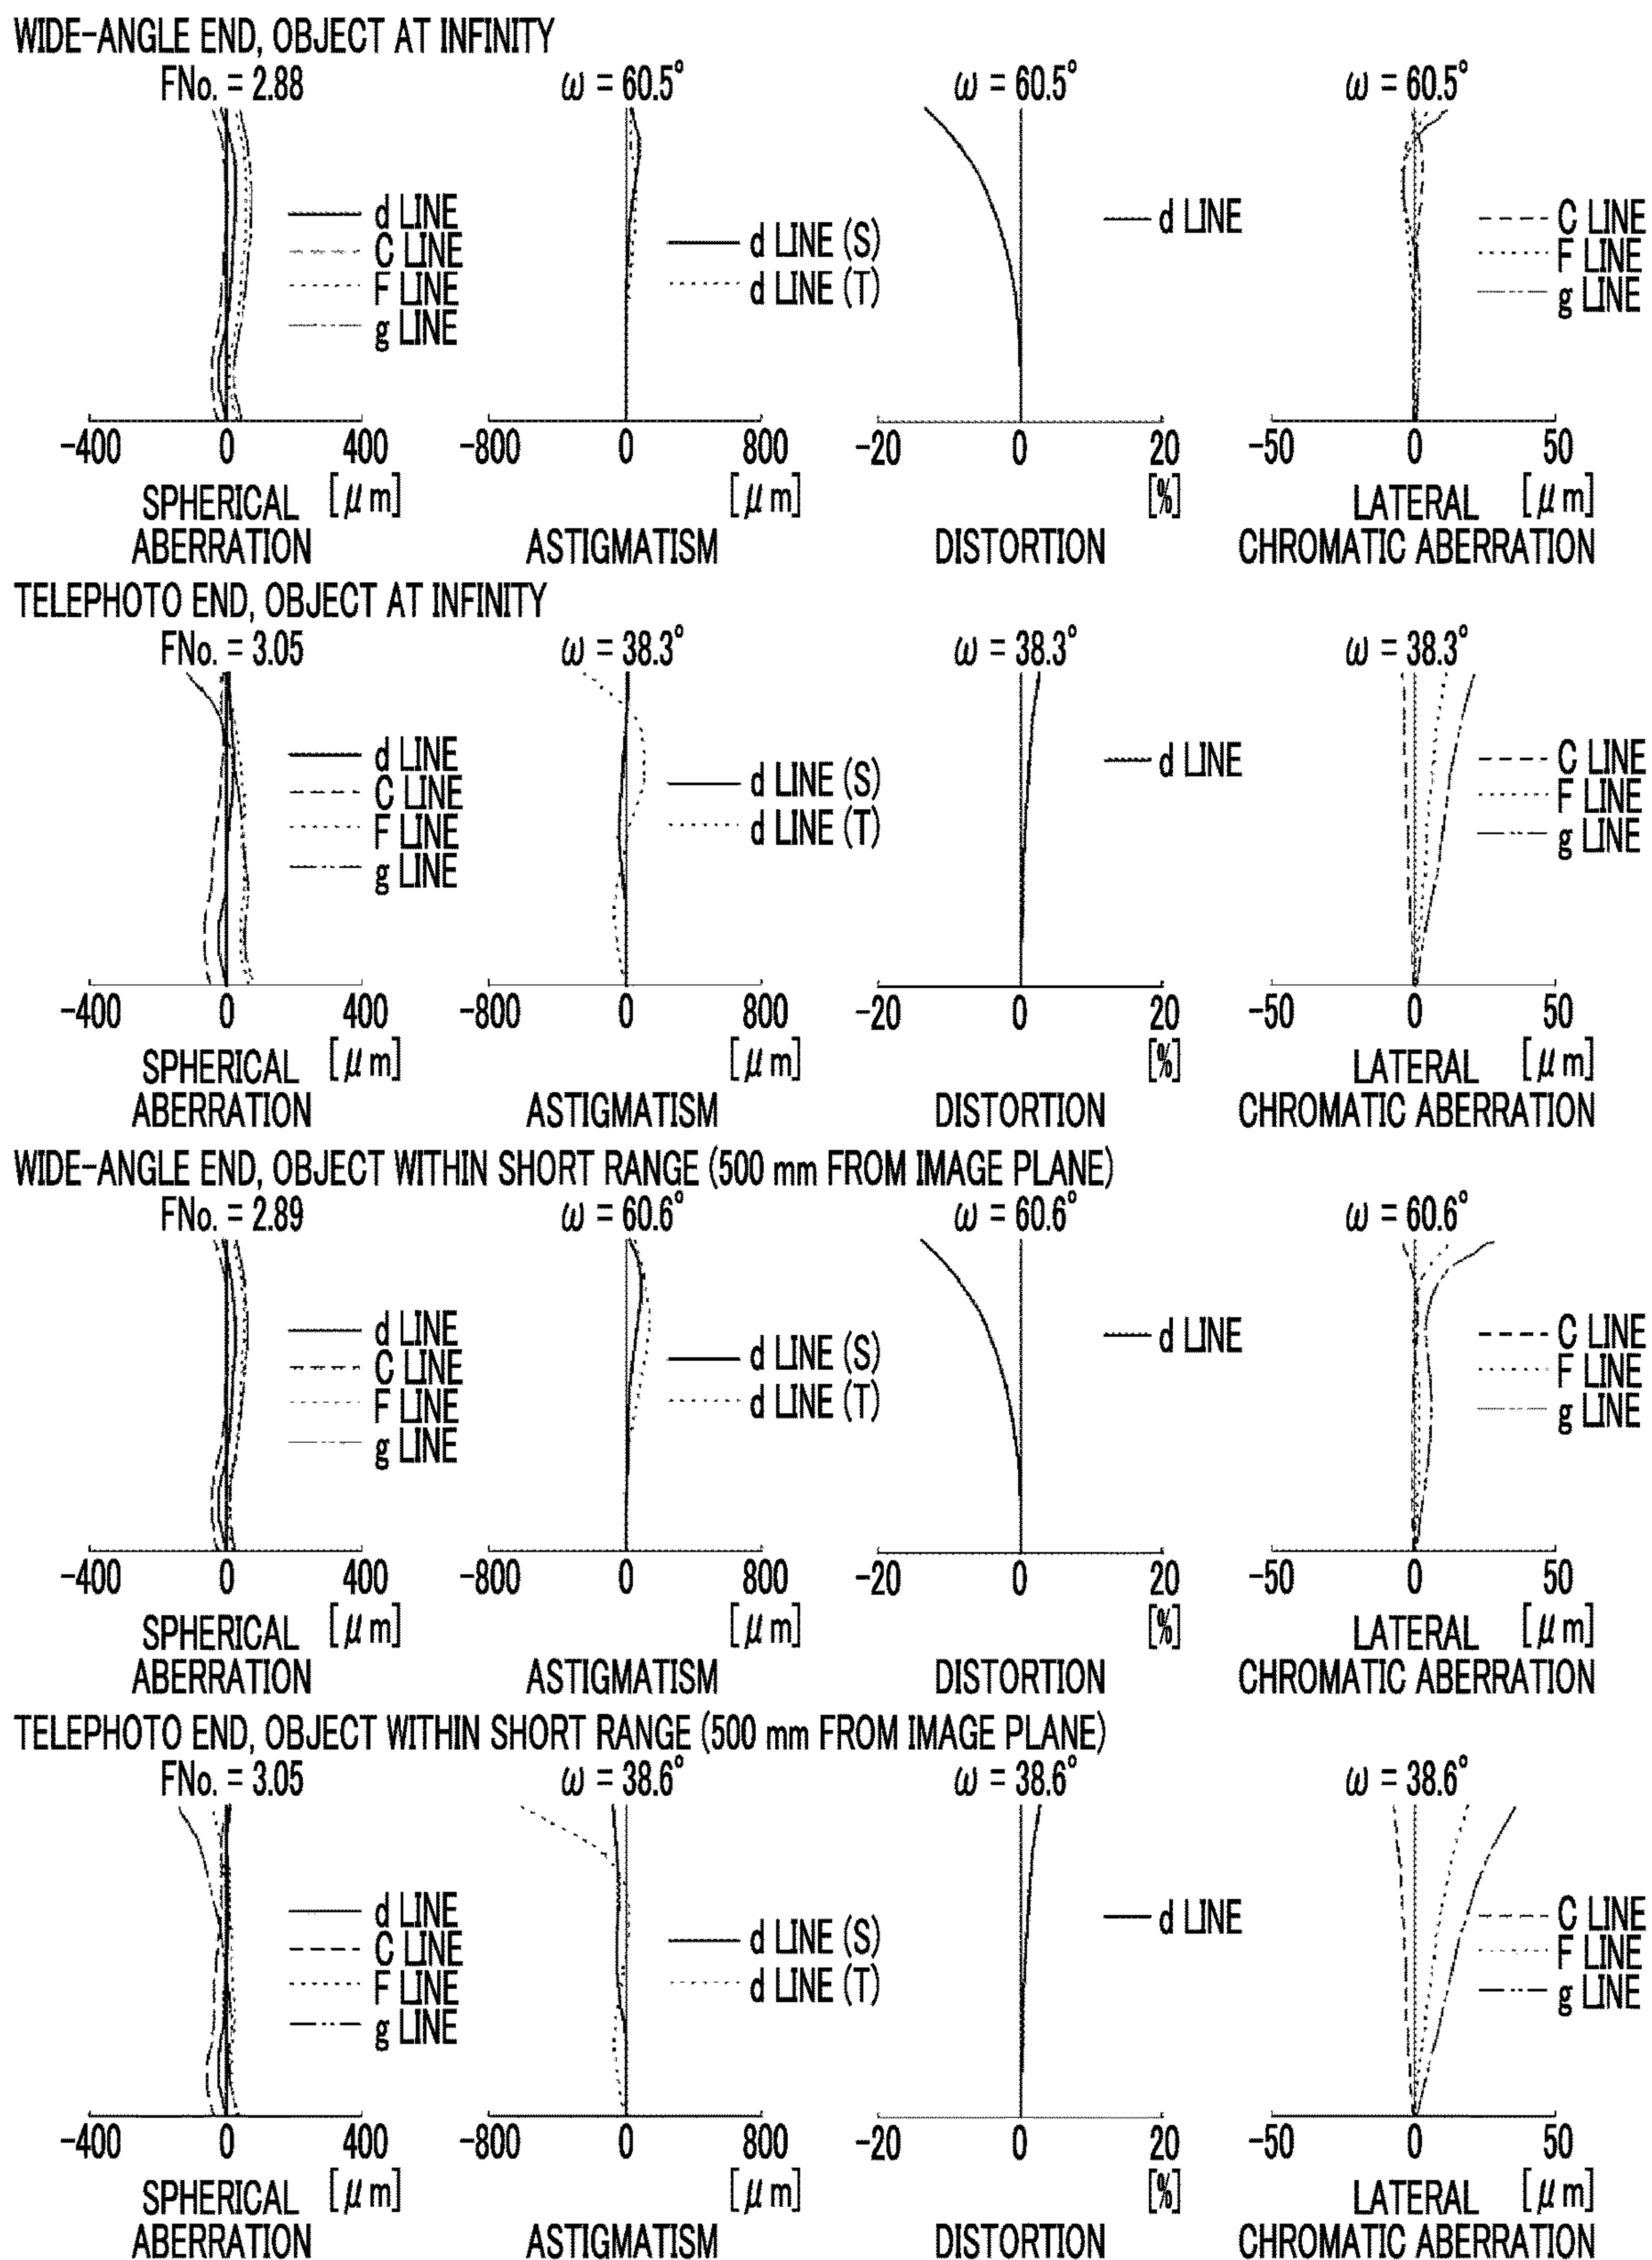 WIDE-ANGLE END, OBJECT AT INFINITY
FNo. = 2.88
ω = 60.5°
ω = 60.5°
ω = 60.5°
d LINE
C LINE
F LINE
g LINE
d LINE (S)
d LINE (T)
d LINE
C LINE
F LINE
g LINE
-400 0 400
-800 0 800
-20 0 20
-50 0 50
SPHERICAL ABERRATION
[μm]
ASTIGMATISM
[μm]
DISTORTION
[%]
LATERAL CHROMATIC ABERRATION
[μm]
TELEPHOTO END, OBJECT AT INFINITY
FNo. = 3.05
ω = 38.3°
ω = 38.3°
ω = 38.3°
d LINE
C LINE
F LINE
g LINE
d LINE (S)
d LINE (T)
d LINE
C LINE
F LINE
g LINE
-400 0 400
-800 0 800
-20 0 20
-50 0 50
SPHERICAL ABERRATION
[μm]
ASTIGMATISM
[μm]
DISTORTION
[%]
LATERAL CHROMATIC ABERRATION
[μm]
WIDE-ANGLE END, OBJECT WITHIN SHORT RANGE (500 mm FROM IMAGE PLANE)
FNo. = 2.89
ω = 60.6°
ω = 60.6°
ω = 60.6°
d LINE
C LINE
F LINE
g LINE
d LINE (S)
d LINE (T)
d LINE
C LINE
F LINE
g LINE
-400 0 400
-800 0 800
-20 0 20
-50 0 50
SPHERICAL ABERRATION
[μm]
ASTIGMATISM
[μm]
DISTORTION
[%]
LATERAL CHROMATIC ABERRATION
[μm]
TELEPHOTO END, OBJECT WITHIN SHORT RANGE (500 mm FROM IMAGE PLANE)
FNo. = 3.05
ω = 38.6°
ω = 38.6°
ω = 38.6°
d LINE
C LINE
F LINE
g LINE
d LINE (S)
d LINE (T)
d LINE
C LINE
F LINE
g LINE
-400 0 400
-800 0 800
-20 0 20
-50 0 50
SPHERICAL ABERRATION
[μm]
ASTIGMATISM
[μm]
DISTORTION
[%]
LATERAL CHROMATIC ABERRATION
[μm]